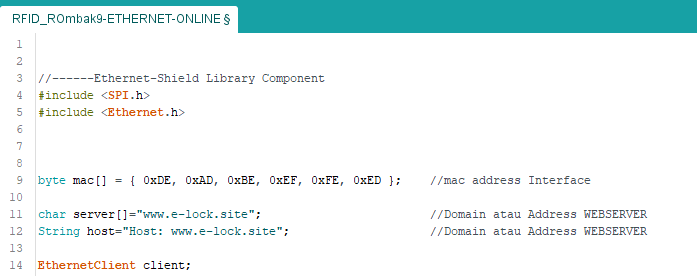 RFID_ROmbak9-ETHERNET-ONLINE §
1
2
3 //------Ethernet-Shield Library Component
4 #include <SPI.h>
5 #include <Ethernet.h>
6
7
8
9 byte mac[] = { 0xDE, 0xAD, 0xBE, 0xEF, 0xFE, 0xED }; //mac address Interface
10
11 char server[]="www.e-lock.site"; //Domain atau Address WEBSERVER
12 String host="Host: www.e-lock.site"; //Domain atau Address WEBSERVER
13
14 EthernetClient client;